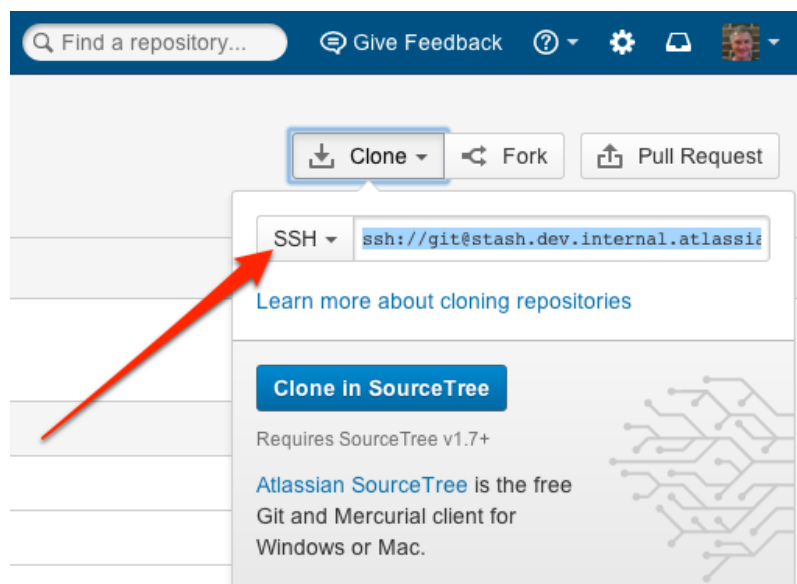 Find a repository... Give Feedback
Clone Fork Pull Request
SSH ssh://git@stash.dev.internal.atlassia
Learn more about cloning repositories
Clone in SourceTree
Requires SourceTree v1.7+
Atlassian SourceTree is the free
Git and Mercurial client for
Windows or Mac.